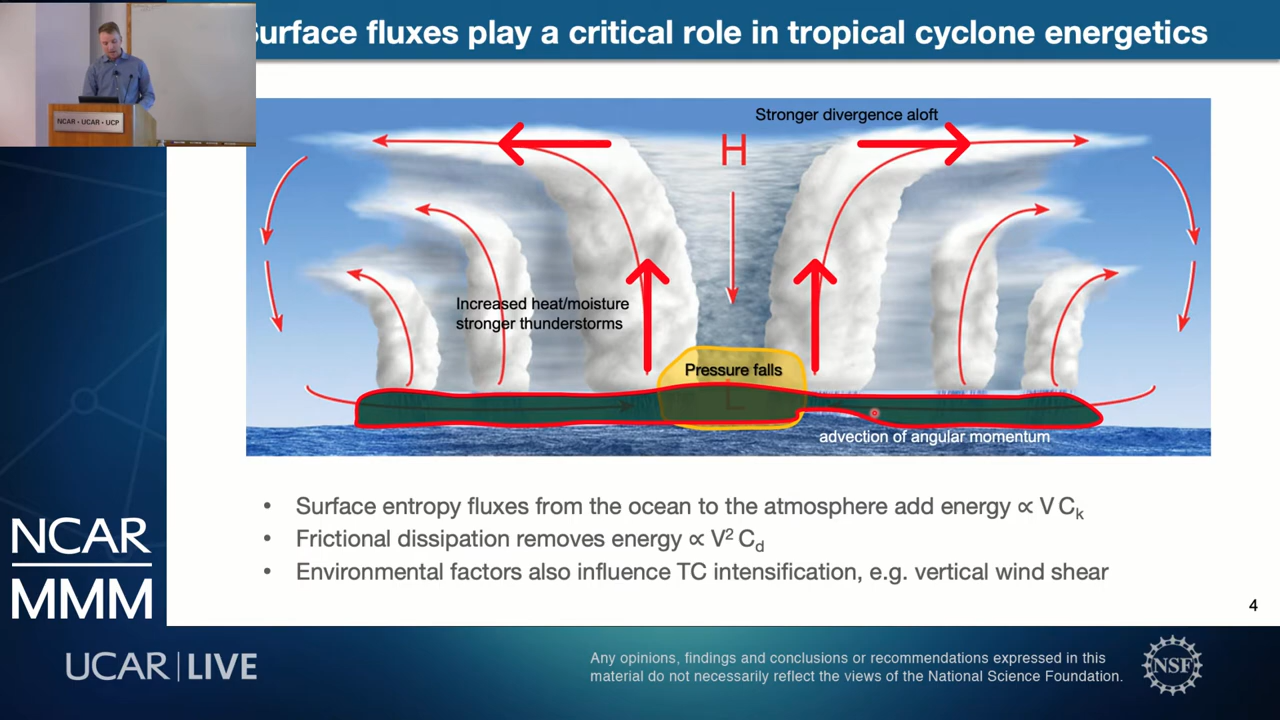 urface fluxes play a critical role in tropical cyclone energetics
NCAR • UCAR • UCP
Stronger divergence aloft
H
Increased heat/moisture
stronger thunderstorms
Pressure falls
L
advection of angular momentum
• Surface entropy fluxes from the ocean to the atmosphere add energy ∝ V Cₖ
• Frictional dissipation removes energy ∝ V² C_d
• Environmental factors also influence TC intensification, e.g. vertical wind shear
4
NCAR
MMM
UCAR | LIVE
Any opinions, findings and conclusions or recommendations expressed in this
material do not necessarily reflect the views of the National Science Foundation.
NSF